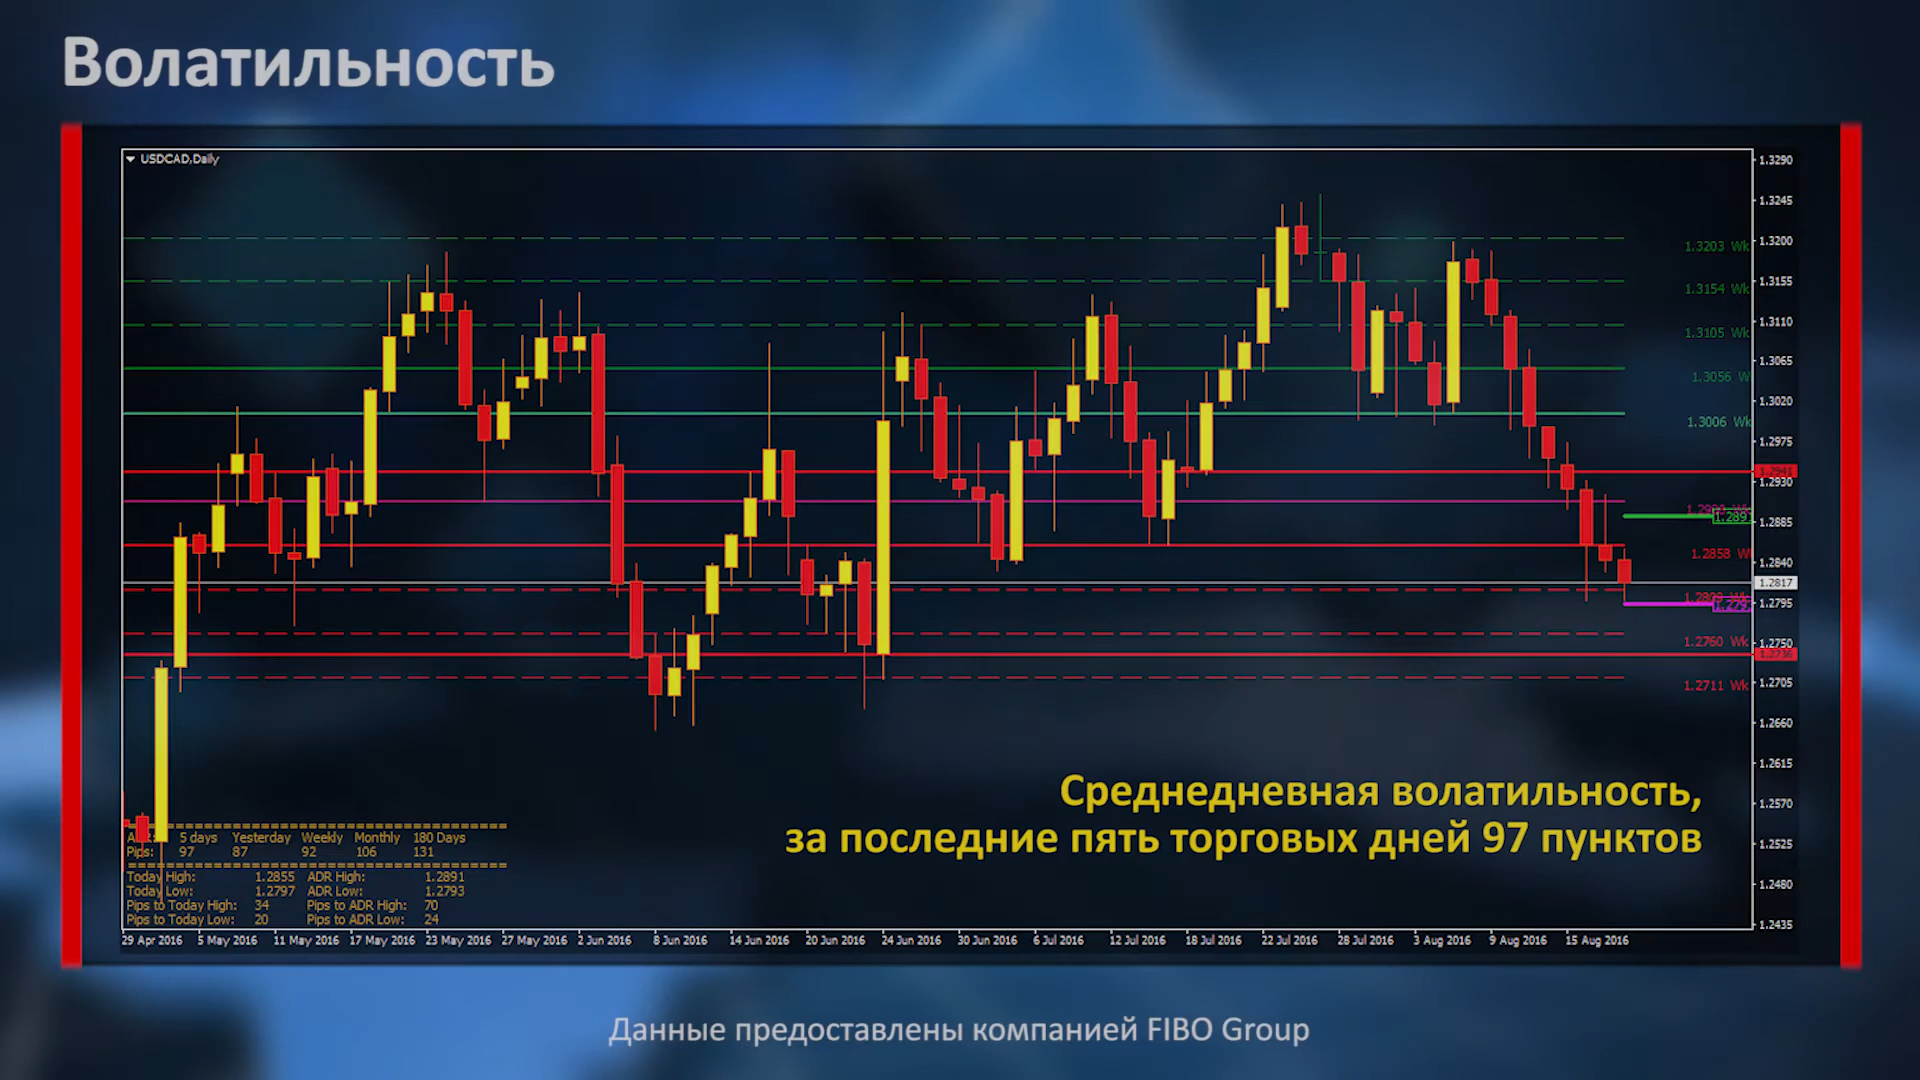 Волатильность
USDCAD,Daily
1.3290
1.3245
1.3200
1.3203 Wk
1.3155
1.3154 Wk
1.3110
1.3105 Wk
1.3065
1.3056 W
1.3020
1.3006 Wk
1.2975
1.2941
1.2930
1.2885
1.2858 W
1.2840
1.2817
1.2795
1.2760 Wk
1.2750
1.2711 Wk
1.2705
1.2660
1.2615
1.2570
1.2525
1.2480
1.2435
Среднедневная волатильность,
за последние пять торговых дней 97 пунктов
5 days Yesterday Weekly Monthly 180 Days
Pips: 97 87 92 106 131
Today High: 1.2855 ADR High: 1.2891
Today Low: 1.2797 ADR Low: 1.2793
Pips to Today High: 34 Pips to ADR High: 70
Pips to Today Low: 20 Pips to ADR Low: 24
29 Apr 2016 5 May 2016 11 May 2016 17 May 2016 23 May 2016 27 May 2016 2 Jun 2016 8 Jun 2016 14 Jun 2016 20 Jun 2016 24 Jun 2016 30 Jun 2016 6 Jul 2016 12 Jul 2016 18 Jul 2016 22 Jul 2016 28 Jul 2016 3 Aug 2016 9 Aug 2016 15 Aug 2016
Данные предоставлены компанией FIBO Group